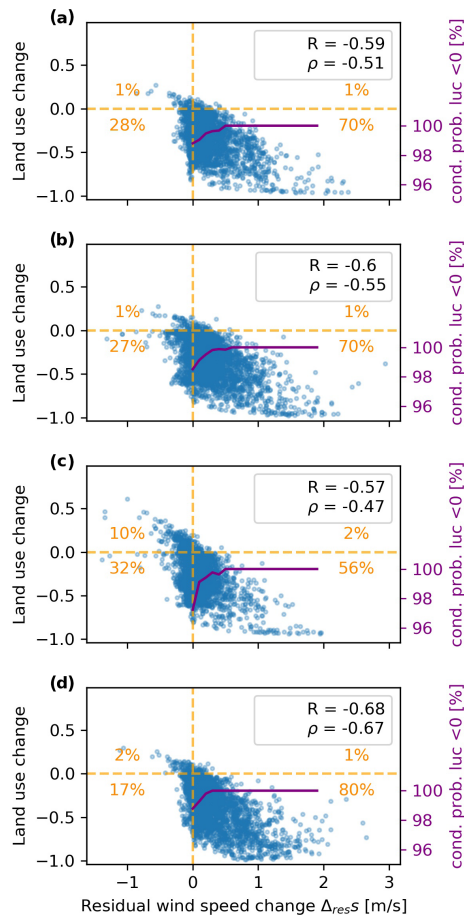 (a)
R = -0.59
ρ = -0.51
1%
1%
28%
70%
0.5
0.0
−0.5
−1.0
Land use change
100
98
96
cond. prob. luc <0 [%]
(b)
R = -0.6
ρ = -0.55
1%
1%
27%
70%
0.5
0.0
−0.5
−1.0
Land use change
100
98
96
cond. prob. luc <0 [%]
(c)
R = -0.57
ρ = -0.47
10%
2%
32%
56%
0.5
0.0
−0.5
−1.0
Land use change
100
98
96
cond. prob. luc <0 [%]
(d)
R = -0.68
ρ = -0.67
2%
1%
17%
80%
0.5
0.0
−0.5
−1.0
Land use change
100
98
96
cond. prob. luc <0 [%]
−1 0 1 2 3
Residual wind speed change Δ_res s [m/s]